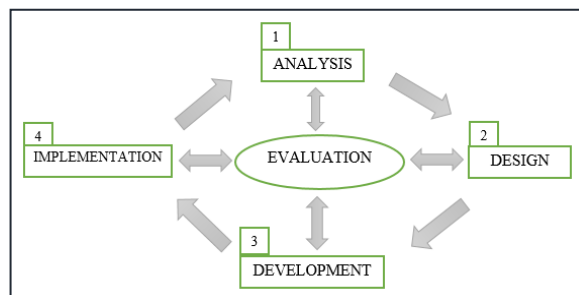 1
ANALYSIS
4
IMPLEMENTATION
EVALUATION
2
DESIGN
3
DEVELOPMENT